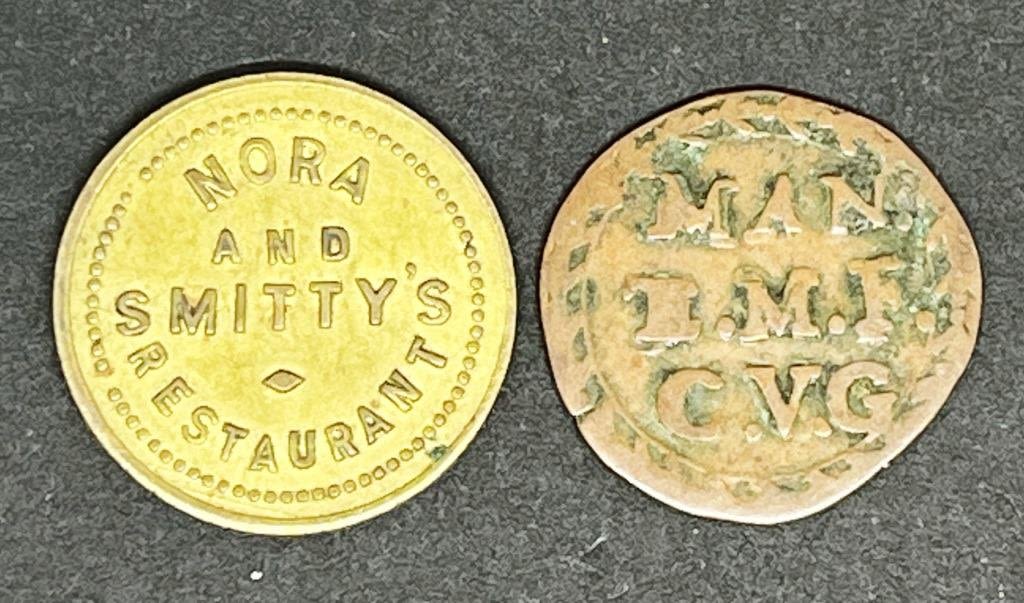 NORA
AND
SMITTY'S
RESTAURANT
MAN.
E.M.F.
C.V.G